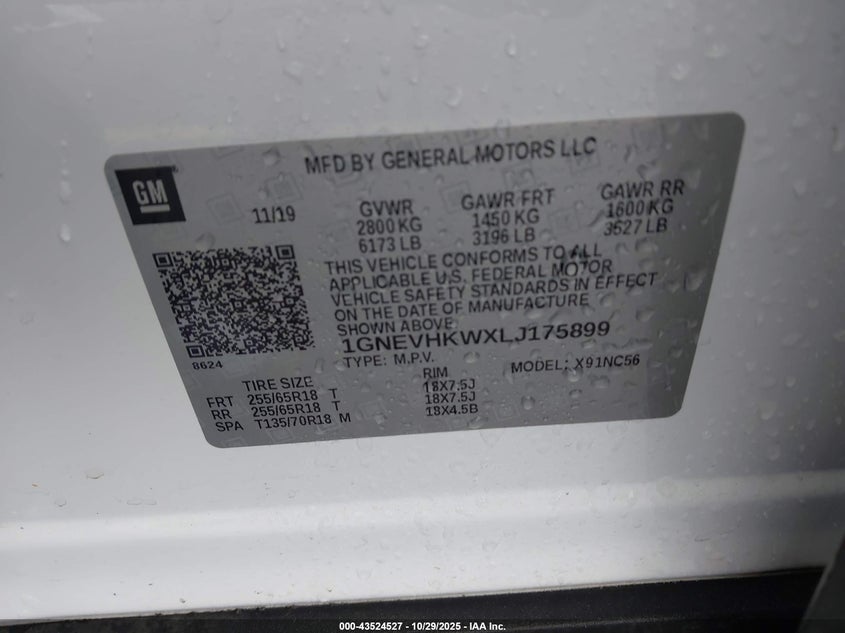 MFD BY GENERAL MOTORS LLC
GM
11/19
GVWR GAWR FRT GAWR RR
2800 KG 1450 KG 1600 KG
6173 LB 3196 LB 3527 LB
THIS VEHICLE CONFORMS TO ALL
APPLICABLE U.S. FEDERAL MOTOR
VEHICLE SAFETY STANDARDS IN EFFECT
ON THE DATE OF MANUFACTURE
SHOWN ABOVE.
1GNEVHKWXLJ175899
8624
TYPE: M.P.V. MODEL: X91NC56
TIRE SIZE RIM
FRT 255/65R18 T 18X7.5J
RR 255/65R18 T 18X7.5J
SPA T135/70R18 M 18X4.5B
000-43524527 - 10/29/2025 - IAA Inc.